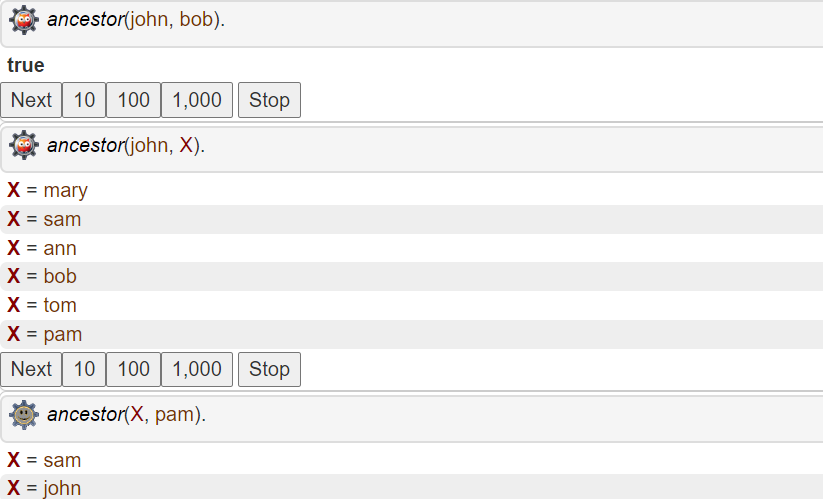 ancestor(john, bob).
true
Next 10 100 1,000 Stop
ancestor(john, X).
X = mary
X = sam
X = ann
X = bob
X = tom
X = pam
Next 10 100 1,000 Stop
ancestor(X, pam).
X = sam
X = john